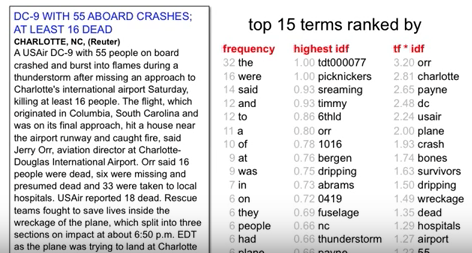 DC-9 WITH 55 ABOARD CRASHES;
AT LEAST 16 DEAD
CHARLOTTE, NC, (Reuter)
A USAir DC-9 with 55 people on board
crashed and burst into flames during a
thunderstorm after missing an approach to
Charlotte's international airport Saturday,
killing at least 16 people. The flight, which
originated in Columbia, South Carolina and
was on its final approach, hit a house near
the airport runway and caught fire, said
Jerry Orr, aviation director at Charlotte-
Douglas International Airport. Orr said 16
people were dead, six were missing and
presumed dead and 33 were taken to local
hospitals. USAir reported 18 dead. Rescue
teams fought to save lives inside the
wreckage of the plane, which split into three
sections on impact at about 6:50 p.m. EDT
as the plane was trying to land at Charlotte
top 15 terms ranked by
frequency highest idf tf * idf
32 the 1.00 tdt000077 3.20 orr
16 were 1.00 picknickers 2.81 charlotte
14 said 0.93 sreaming 2.65 payne
12 and 0.93 timmy 2.48 dc
12 to 0.86 6thld 2.24 usair
11 a 0.80 orr 2.00 plane
10 of 0.78 1016 1.93 crash
9 at 0.76 bergen 1.74 bones
9 was 0.75 dripping 1.63 survivors
7 in 0.73 abrams 1.50 dripping
6 on 0.72 0419 1.49 wreckage
6 they 0.69 fuselage 1.35 dead
6 people 0.66 nc 1.29 hospitals
6 had 0.66 thunderstorm 1.27 airport
6 plane 0.66 payne 1.23 55